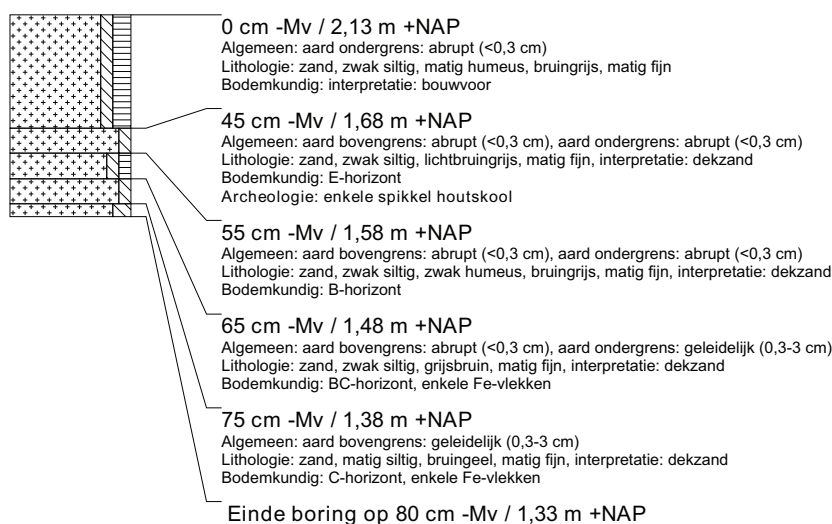 0 cm -Mv / 2,13 m +NAP
Algemeen: aard ondergrens: abrupt (<0,3 cm)
Lithologie: zand, zwak siltig, matig humeus, bruingrijs, matig fijn
Bodemkundig: interpretatie: bouwvoor
45 cm -Mv / 1,68 m +NAP
Algemeen: aard bovengrens: abrupt (<0,3 cm), aard ondergrens: abrupt (<0,3 cm)
Lithologie: zand, zwak siltig, lichtbruingrijs, matig fijn, interpretatie: dekzand
Bodemkundig: E-horizont
Archeologie: enkele spikkel houtskool
55 cm -Mv / 1,58 m +NAP
Algemeen: aard bovengrens: abrupt (<0,3 cm), aard ondergrens: abrupt (<0,3 cm)
Lithologie: zand, zwak siltig, zwak humeus, bruingrijs, matig fijn, interpretatie: dekzand
Bodemkundig: B-horizont
65 cm -Mv / 1,48 m +NAP
Algemeen: aard bovengrens: abrupt (<0,3 cm), aard ondergrens: geleidelijk (0,3-3 cm)
Lithologie: zand, zwak siltig, grijsbruin, matig fijn, interpretatie: dekzand
Bodemkundig: BC-horizont, enkele Fe-vlekken
75 cm -Mv / 1,38 m +NAP
Algemeen: aard bovengrens: geleidelijk (0,3-3 cm)
Lithologie: zand, matig siltig, bruingeel, matig fijn, interpretatie: dekzand
Bodemkundig: C-horizont, enkele Fe-vlekken
Einde boring op 80 cm -Mv / 1,33 m +NAP